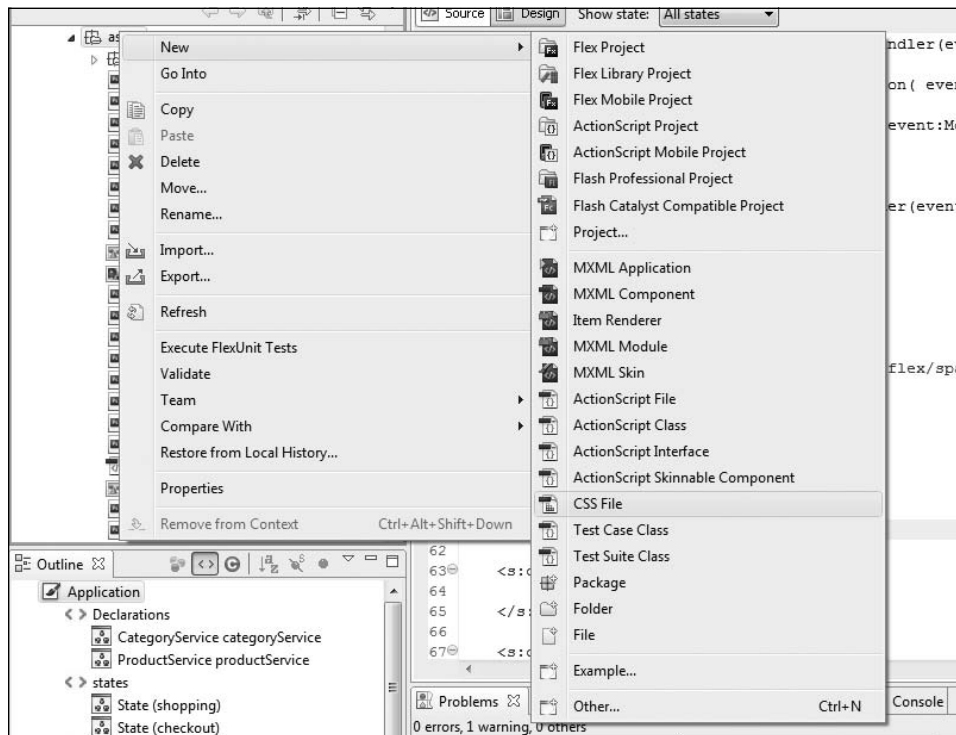 Source Design Show state: All states
as
New
Go Into
Copy
Paste
Delete
Move...
Rename...
Import...
Export...
Refresh
Execute FlexUnit Tests
Validate
Team
Compare With
Restore from Local History...
Properties
Remove from Context Ctrl+Alt+Shift+Down
Flex Project
Flex Library Project
Flex Mobile Project
ActionScript Project
ActionScript Mobile Project
Flash Professional Project
Flash Catalyst Compatible Project
Project...
MXML Application
MXML Component
Item Renderer
MXML Module
MXML Skin
ActionScript File
ActionScript Class
ActionScript Interface
ActionScript Skinnable Component
CSS File
Test Case Class
Test Suite Class
Package
Folder
File
Example...
Other... Ctrl+N
ndler(ev
on( even
event:Mo
er(event
flex/spa
Outline
Application
Declarations
CategoryService categoryService
ProductService productService
states
State (shopping)
State (checkout)
62
63 <s:c
64
65 </s:
66
67 <s:c
Problems Console
0 errors, 1 warning, 0 others